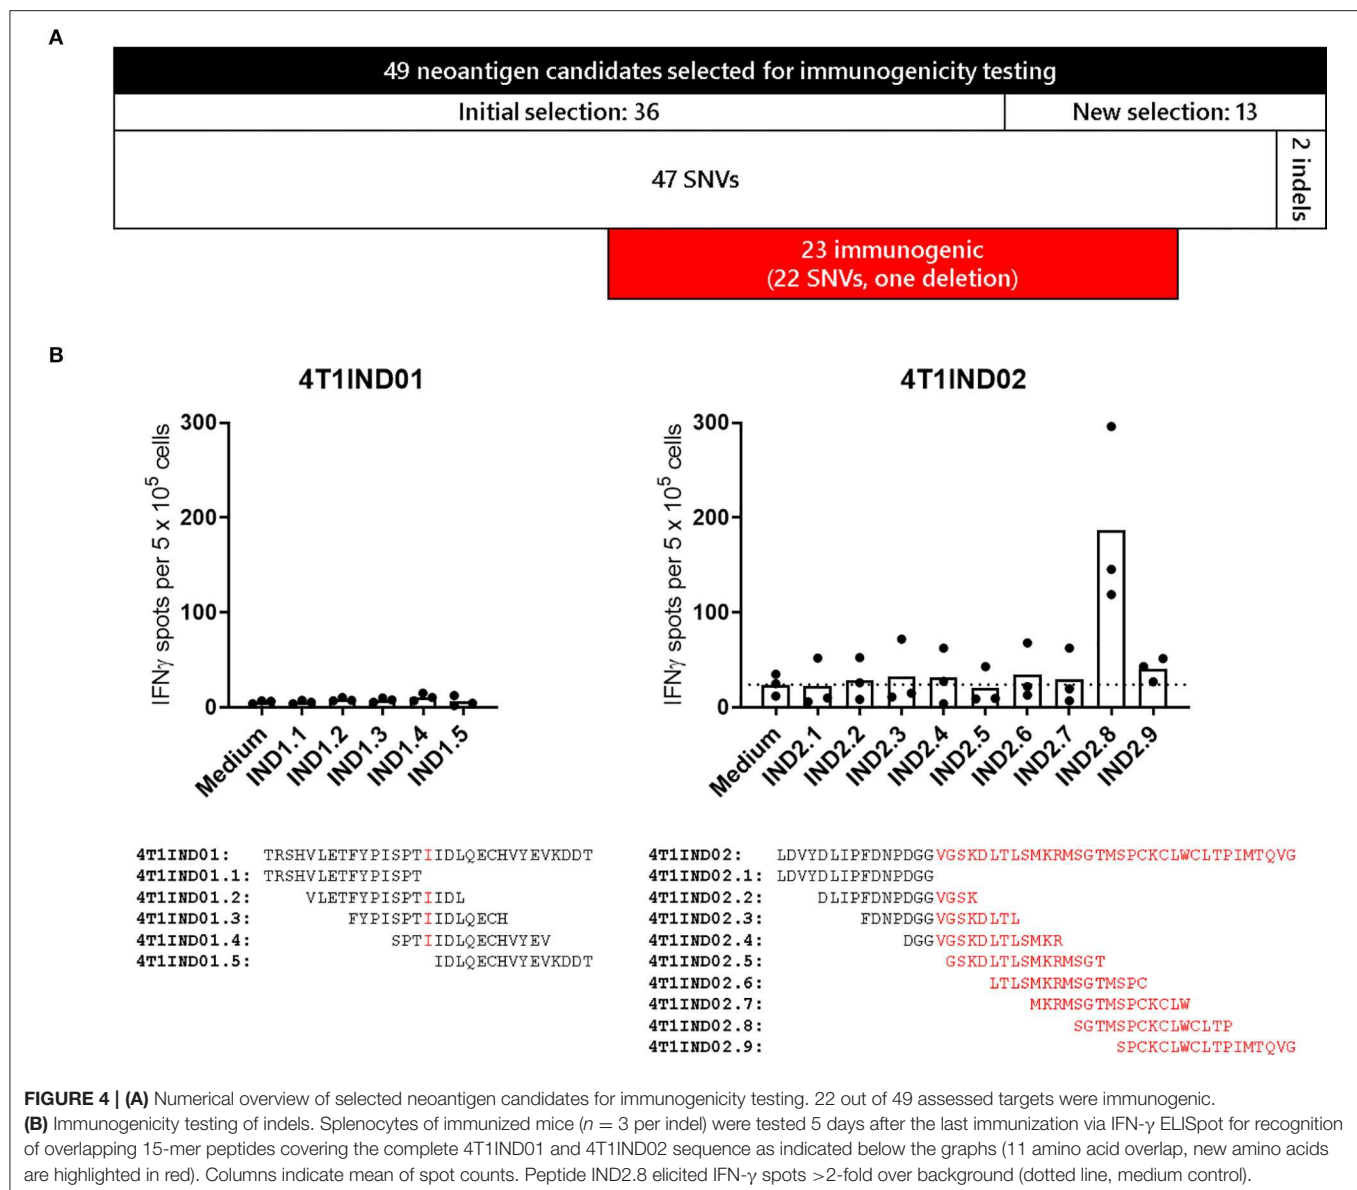 A
49 neoantigen candidates selected for immunogenicity testing
Initial selection: 36
New selection: 13
47 SNVs
2 indels
23 immunogenic
(22 SNVs, one deletion)
B
4T1IND01
IFNγ spots per 5 x 10⁵ cells
300
200
100
0
Medium
IND1.1
IND1.2
IND1.3
IND1.4
IND1.5
4T1IND02
IFNγ spots per 5 x 10⁵ cells
300
200
100
0
Medium
IND2.1
IND2.2
IND2.3
IND2.4
IND2.5
IND2.6
IND2.7
IND2.8
IND2.9
4T1IND01: TRSHVLETFYPISPTIIDLQECHVYEVKDDT
4T1IND01.1: TRSHVLETFYPISPT
4T1IND01.2: VLETFYPISPTIIDL
4T1IND01.3: FYPISPTIIDLQECH
4T1IND01.4: SPTIIDLQECHVYEV
4T1IND01.5: IDLQECHVYEVKDDT
4T1IND02: LDVYDLIPFDNPDGGVGSKDLTLSMKRMSGTMSPCKCLWCLTPIMTQVG
4T1IND02.1: LDVYDLIPFDNPDGG
4T1IND02.2: DLIPFDNPDGGVGSK
4T1IND02.3: FDNPDGGVGSKDLTL
4T1IND02.4: DGGVGSKDLTLSMKR
4T1IND02.5: GSKDLTLSMKRMSGT
4T1IND02.6: LTLSMKRMSGTMSPC
4T1IND02.7: MKRMSGTMSPCKCLW
4T1IND02.8: SGTMSPCKCLWCLTP
4T1IND02.9: SPCKCLWCLTPIMTQVG
FIGURE 4 | (A) Numerical overview of selected neoantigen candidates for immunogenicity testing. 22 out of 49 assessed targets were immunogenic.
(B) Immunogenicity testing of indels. Splenocytes of immunized mice (n = 3 per indel) were tested 5 days after the last immunization via IFN-γ ELISpot for recognition
of overlapping 15-mer peptides covering the complete 4T1IND01 and 4T1IND02 sequence as indicated below the graphs (11 amino acid overlap, new amino acids
are highlighted in red). Columns indicate mean of spot counts. Peptide IND2.8 elicited IFN-γ spots >2-fold over background (dotted line, medium control).